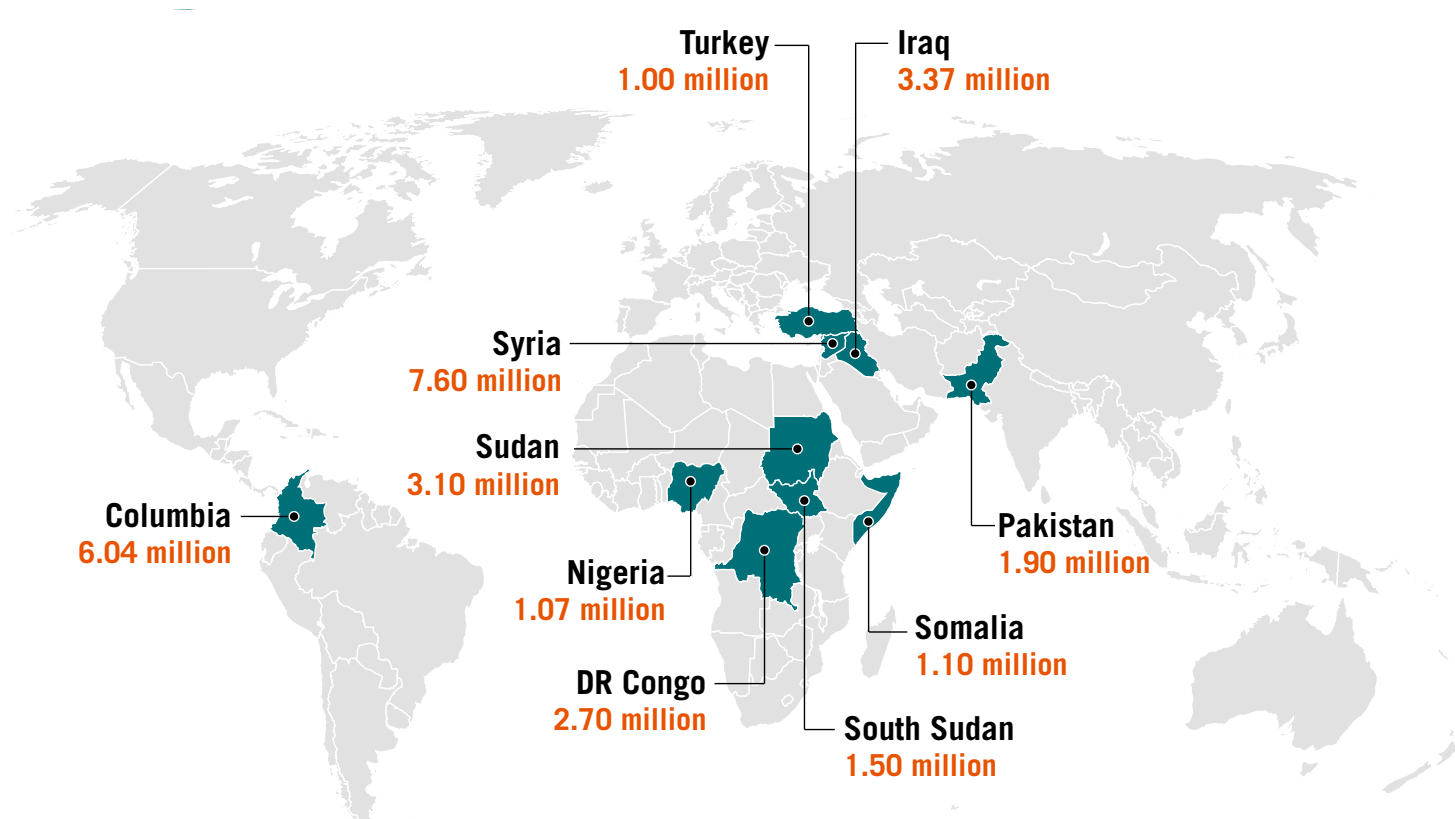 Turkey
1.00 million
Iraq
3.37 million
Syria
7.60 million
Sudan
3.10 million
Columbia
6.04 million
Nigeria
1.07 million
Pakistan
1.90 million
Somalia
1.10 million
DR Congo
2.70 million
South Sudan
1.50 million